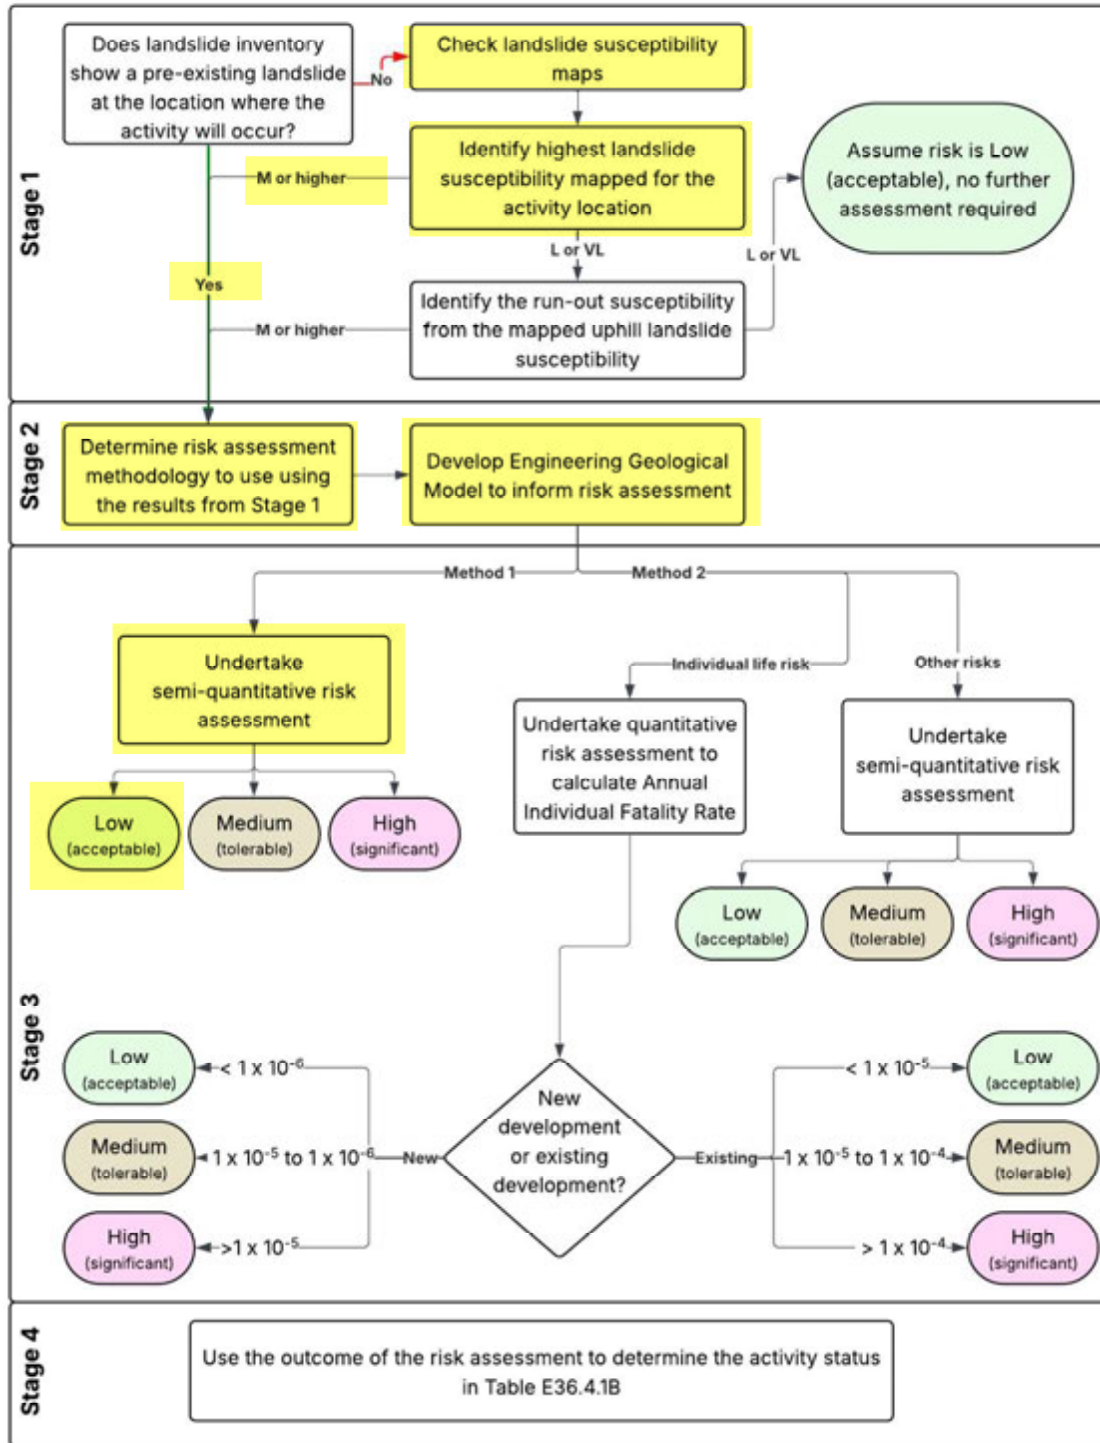 Stage 1
Does landslide inventory
show a pre-existing landslide
at the location where the
activity will occur?
No
Check landslide susceptibility
maps
Identify highest landslide
susceptibility mapped for the
activity location
M or higher
L or VL
Assume risk is Low
(acceptable), no further
assessment required
L or VL
Yes
Identify the run-out susceptibility
from the mapped uphill landslide
susceptibility
M or higher
Stage 2
Determine risk assessment
methodology to use using
the results from Stage 1
Develop Engineering Geological
Model to inform risk assessment
Stage 3
Method 1
Method 2
Undertake
semi-quantitative risk
assessment
Low
(acceptable)
Medium
(tolerable)
High
(significant)
Individual life risk
Other risks
Undertake quantitative
risk assessment to
calculate Annual
Individual Fatality Rate
Undertake
semi-quantitative risk
assessment
Low
(acceptable)
Medium
(tolerable)
High
(significant)
New
development
or existing
development?
New
Low
(acceptable)
< 1 x 10⁻⁶
Medium
(tolerable)
1 x 10⁻⁵ to 1 x 10⁻⁶
High
(significant)
>1 x 10⁻⁵
Existing
< 1 x 10⁻⁵
Low
(acceptable)
1 x 10⁻⁵ to 1 x 10⁻⁴
Medium
(tolerable)
> 1 x 10⁻⁴
High
(significant)
Stage 4
Use the outcome of the risk assessment to determine the activity status
in Table E36.4.1B